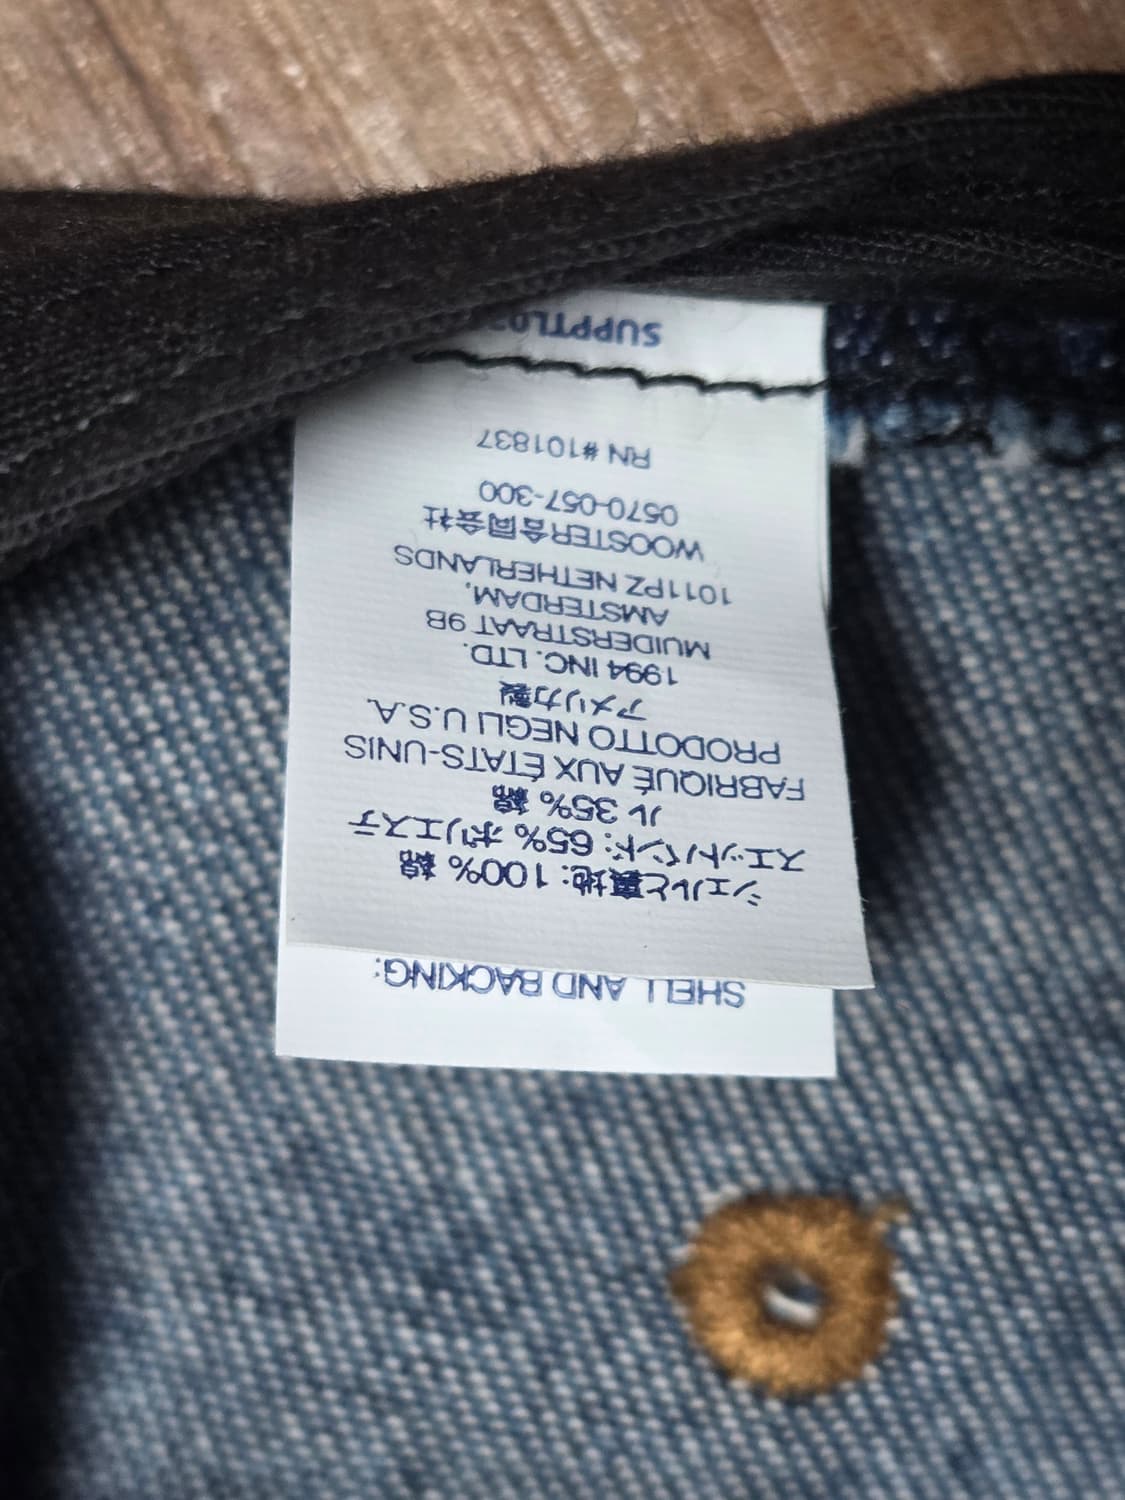 SHELL AND BACKING:
シェルと裏地: 100% 綿
スエットバンド: 65% ポリエステ
ル 35% 綿
FABRIQUÉ AUX ÉTATS-UNIS
PRODOTTO NEGLI U.S.A.
アメリカ製
1994 INC. LTD.
MUIDERSTRAAT 9B
AMSTERDAM,
1011PZ NETHERLANDS
WOOSTER合同会社
0570-057-300
RN #101837